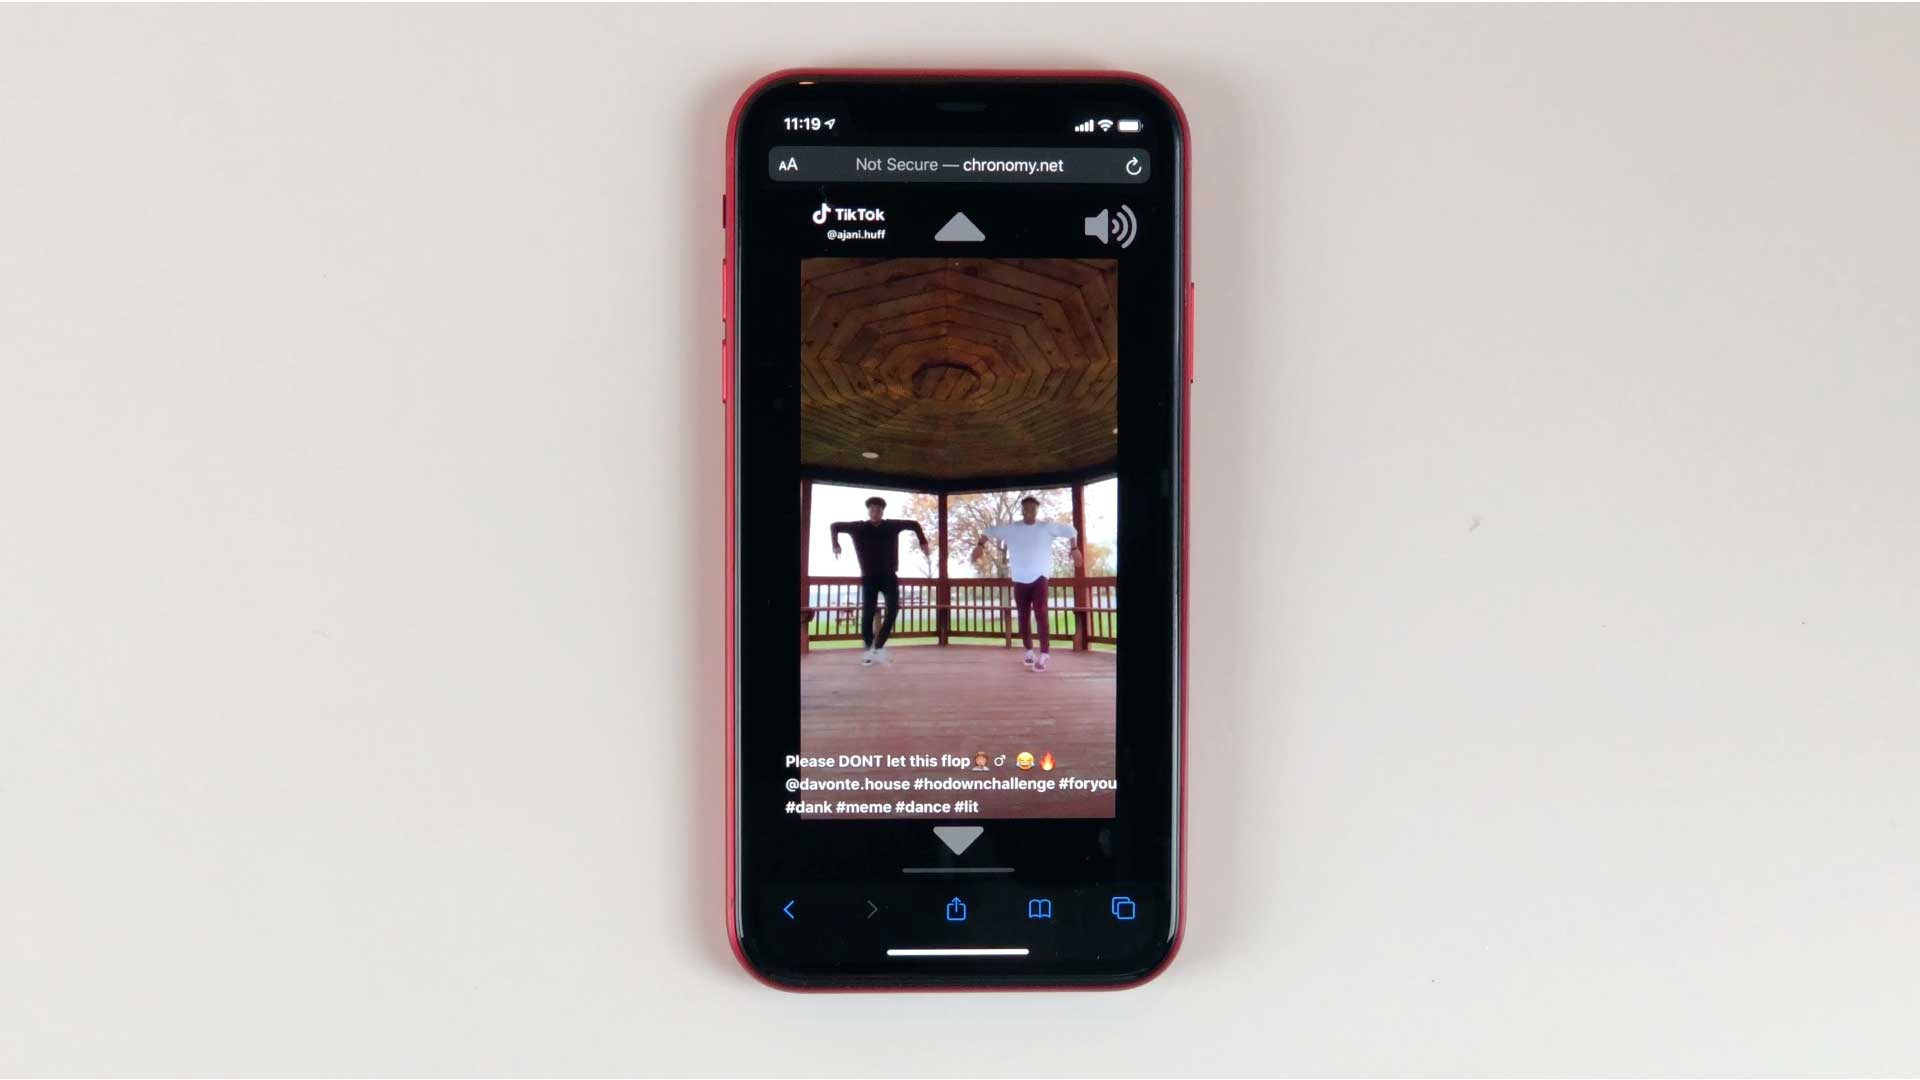 11:19
AA Not Secure — chronomy.net
TikTok
@ajani.huff
Please DONT let this flop🤦🏽♂ 😂🔥
@davonte.house #hodownchallenge #foryou
#dank #meme #dance #lit